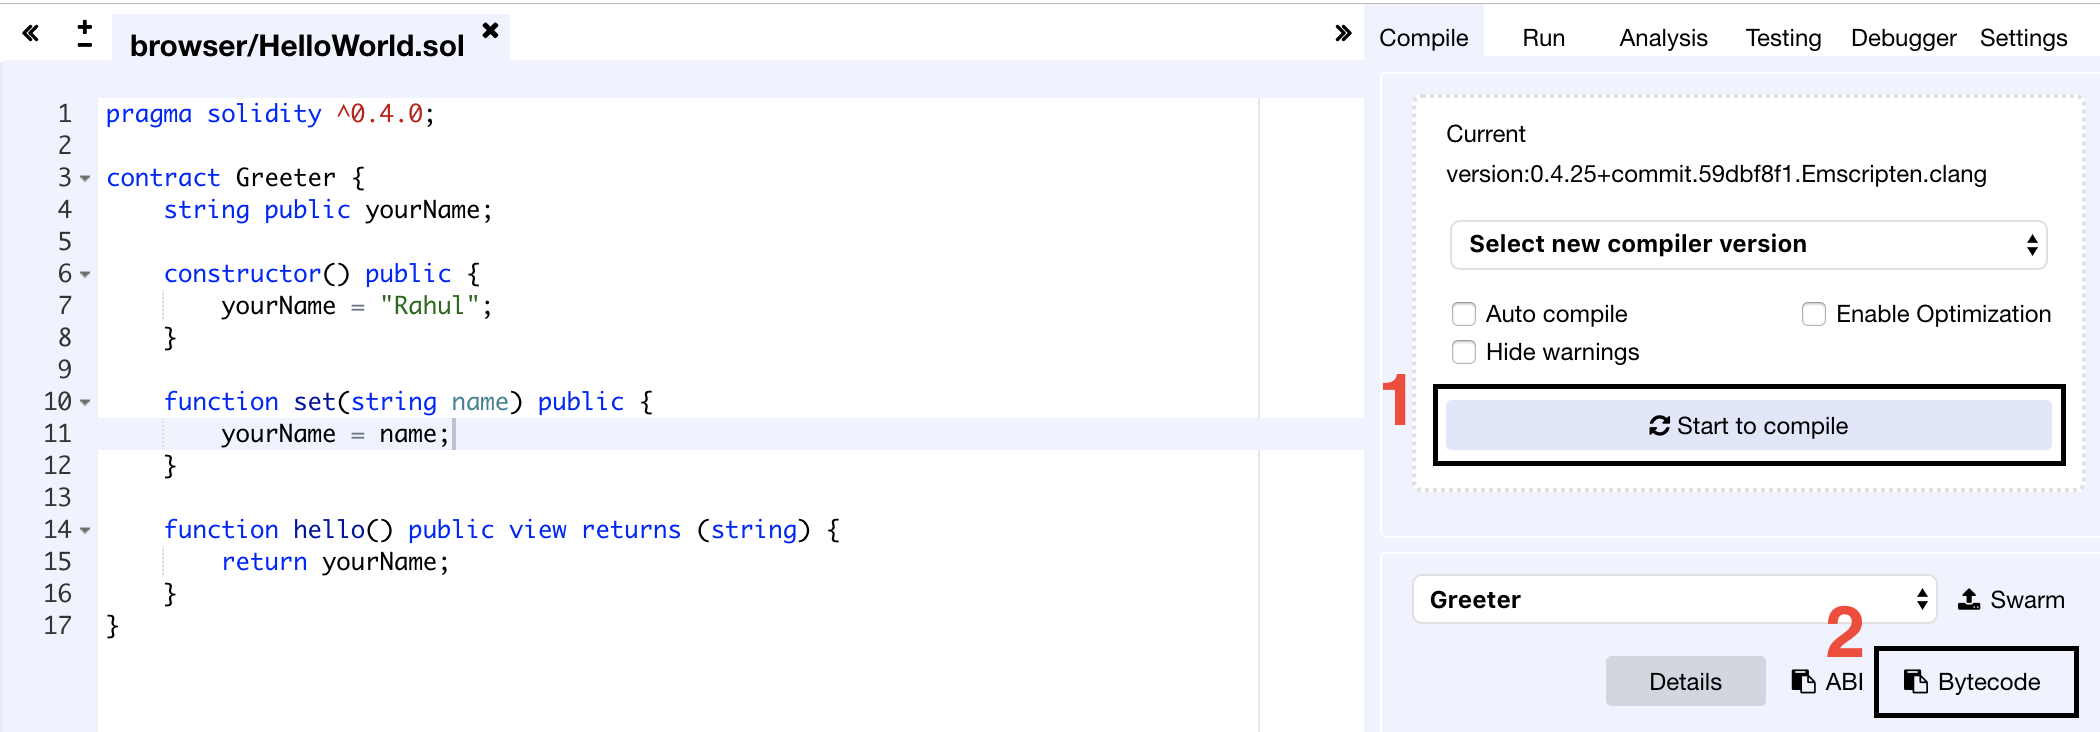 browser/HelloWorld.sol
1 pragma solidity ^0.4.0;
2
3 contract Greeter {
4     string public yourName;
5
6     constructor() public {
7         yourName = "Rahul";
8     }
9
10     function set(string name) public {
11         yourName = name;
12     }
13
14     function hello() public view returns (string) {
15         return yourName;
16     }
17 }
Compile Run Analysis Testing Debugger Settings
Current
version:0.4.25+commit.59dbf8f1.Emscripten.clang
Select new compiler version
Auto compile Enable Optimization
Hide warnings
1
Start to compile
Greeter Swarm
2
Details ABI Bytecode